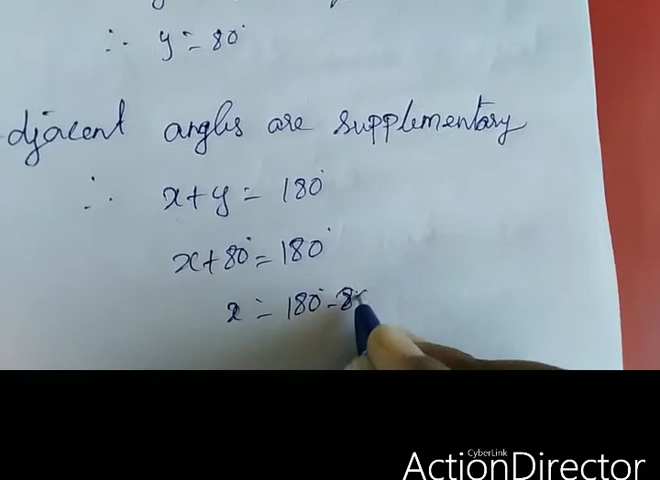 ∴ y = 80°
djacent angles are supplementary
∴ x + y = 180°
x + 80° = 180°
x = 180° - 80
CyberLink
ActionDirector